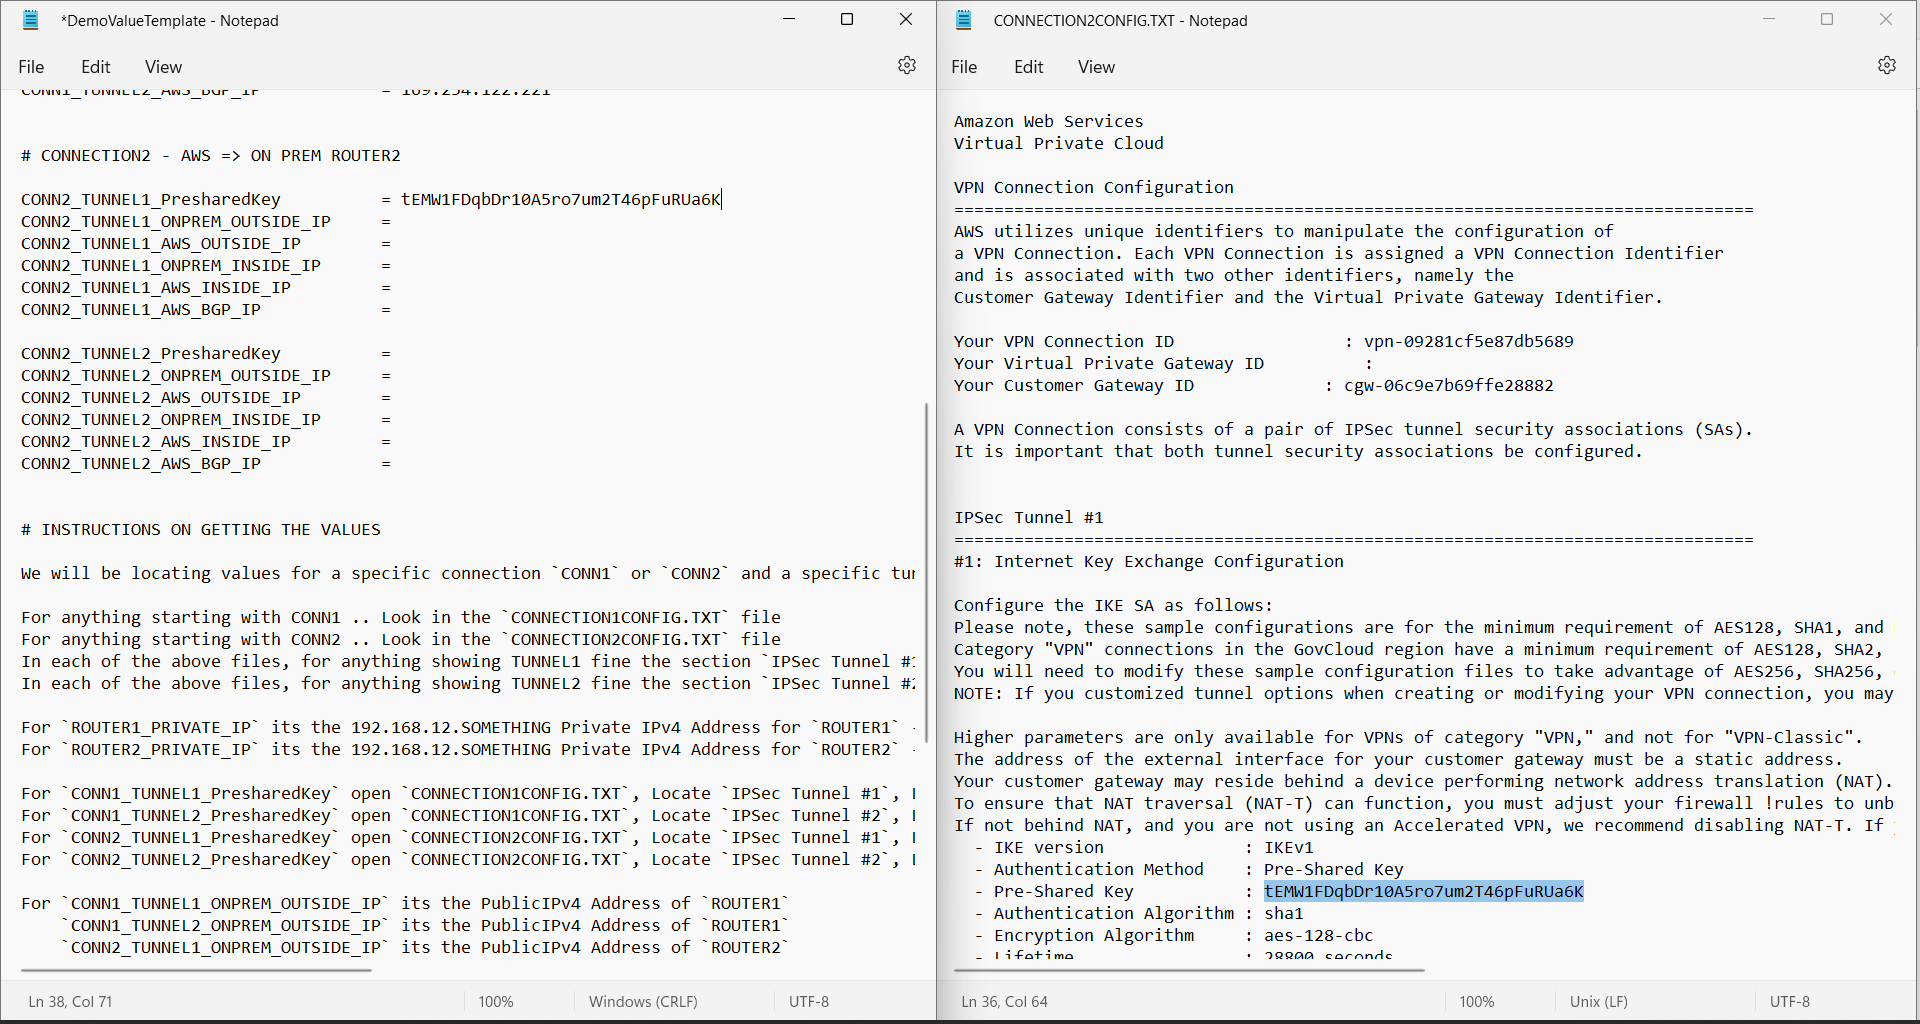 *DemoValueTemplate - Notepad
File Edit View
CONN1_TUNNEL2_AWS_BGP_IP = 169.254.122.221
# CONNECTION2 - AWS => ON PREM ROUTER2
CONN2_TUNNEL1_PresharedKey = tEMW1FDqbDr10A5ro7um2T46pFuRUa6K
CONN2_TUNNEL1_ONPREM_OUTSIDE_IP =
CONN2_TUNNEL1_AWS_OUTSIDE_IP =
CONN2_TUNNEL1_ONPREM_INSIDE_IP =
CONN2_TUNNEL1_AWS_INSIDE_IP =
CONN2_TUNNEL1_AWS_BGP_IP =
CONN2_TUNNEL2_PresharedKey =
CONN2_TUNNEL2_ONPREM_OUTSIDE_IP =
CONN2_TUNNEL2_AWS_OUTSIDE_IP =
CONN2_TUNNEL2_ONPREM_INSIDE_IP =
CONN2_TUNNEL2_AWS_INSIDE_IP =
CONN2_TUNNEL2_AWS_BGP_IP =
# INSTRUCTIONS ON GETTING THE VALUES
We will be locating values for a specific connection `CONN1` or `CONN2` and a specific tun
For anything starting with CONN1 .. Look in the `CONNECTION1CONFIG.TXT` file
For anything starting with CONN2 .. Look in the `CONNECTION2CONFIG.TXT` file
In each of the above files, for anything showing TUNNEL1 fine the section `IPSec Tunnel #1
In each of the above files, for anything showing TUNNEL2 fine the section `IPSec Tunnel #2
For `ROUTER1_PRIVATE_IP` its the 192.168.12.SOMETHING Private IPv4 Address for `ROUTER1` -
For `ROUTER2_PRIVATE_IP` its the 192.168.12.SOMETHING Private IPv4 Address for `ROUTER2` -
For `CONN1_TUNNEL1_PresharedKey` open `CONNECTION1CONFIG.TXT`, Locate `IPSec Tunnel #1`,
For `CONN1_TUNNEL2_PresharedKey` open `CONNECTION1CONFIG.TXT`, Locate `IPSec Tunnel #2`,
For `CONN2_TUNNEL1_PresharedKey` open `CONNECTION2CONFIG.TXT`, Locate `IPSec Tunnel #1`,
For `CONN2_TUNNEL2_PresharedKey` open `CONNECTION2CONFIG.TXT`, Locate `IPSec Tunnel #2`,
For `CONN1_TUNNEL1_ONPREM_OUTSIDE_IP` its the PublicIPv4 Address of `ROUTER1`
`CONN1_TUNNEL2_ONPREM_OUTSIDE_IP` its the PublicIPv4 Address of `ROUTER1`
`CONN2_TUNNEL1_ONPREM_OUTSIDE_IP` its the PublicIPv4 Address of `ROUTER2`
Ln 38, Col 71 100% Windows (CRLF) UTF-8
CONNECTION2CONFIG.TXT - Notepad
File Edit View
Amazon Web Services
Virtual Private Cloud
VPN Connection Configuration
================================================================================
AWS utilizes unique identifiers to manipulate the configuration of
a VPN Connection. Each VPN Connection is assigned a VPN Connection Identifier
and is associated with two other identifiers, namely the
Customer Gateway Identifier and the Virtual Private Gateway Identifier.
Your VPN Connection ID : vpn-09281cf5e87db5689
Your Virtual Private Gateway ID :
Your Customer Gateway ID : cgw-06c9e7b69ffe28882
A VPN Connection consists of a pair of IPSec tunnel security associations (SAs).
It is important that both tunnel security associations be configured.
IPSec Tunnel #1
================================================================================
#1: Internet Key Exchange Configuration
Configure the IKE SA as follows:
Please note, these sample configurations are for the minimum requirement of AES128, SHA1, and
Category "VPN" connections in the GovCloud region have a minimum requirement of AES128, SHA2,
You will need to modify these sample configuration files to take advantage of AES256, SHA256,
NOTE: If you customized tunnel options when creating or modifying your VPN connection, you may
Higher parameters are only available for VPNs of category "VPN," and not for "VPN-Classic".
The address of the external interface for your customer gateway must be a static address.
Your customer gateway may reside behind a device performing network address translation (NAT).
To ensure that NAT traversal (NAT-T) can function, you must adjust your firewall !rules to unb
If not behind NAT, and you are not using an Accelerated VPN, we recommend disabling NAT-T. If
- IKE version : IKEv1
- Authentication Method : Pre-Shared Key
- Pre-Shared Key : tEMW1FDqbDr10A5ro7um2T46pFuRUa6K
- Authentication Algorithm : sha1
- Encryption Algorithm : aes-128-cbc
- Lifetime : 28800 seconds
Ln 36, Col 64 100% Unix (LF) UTF-8